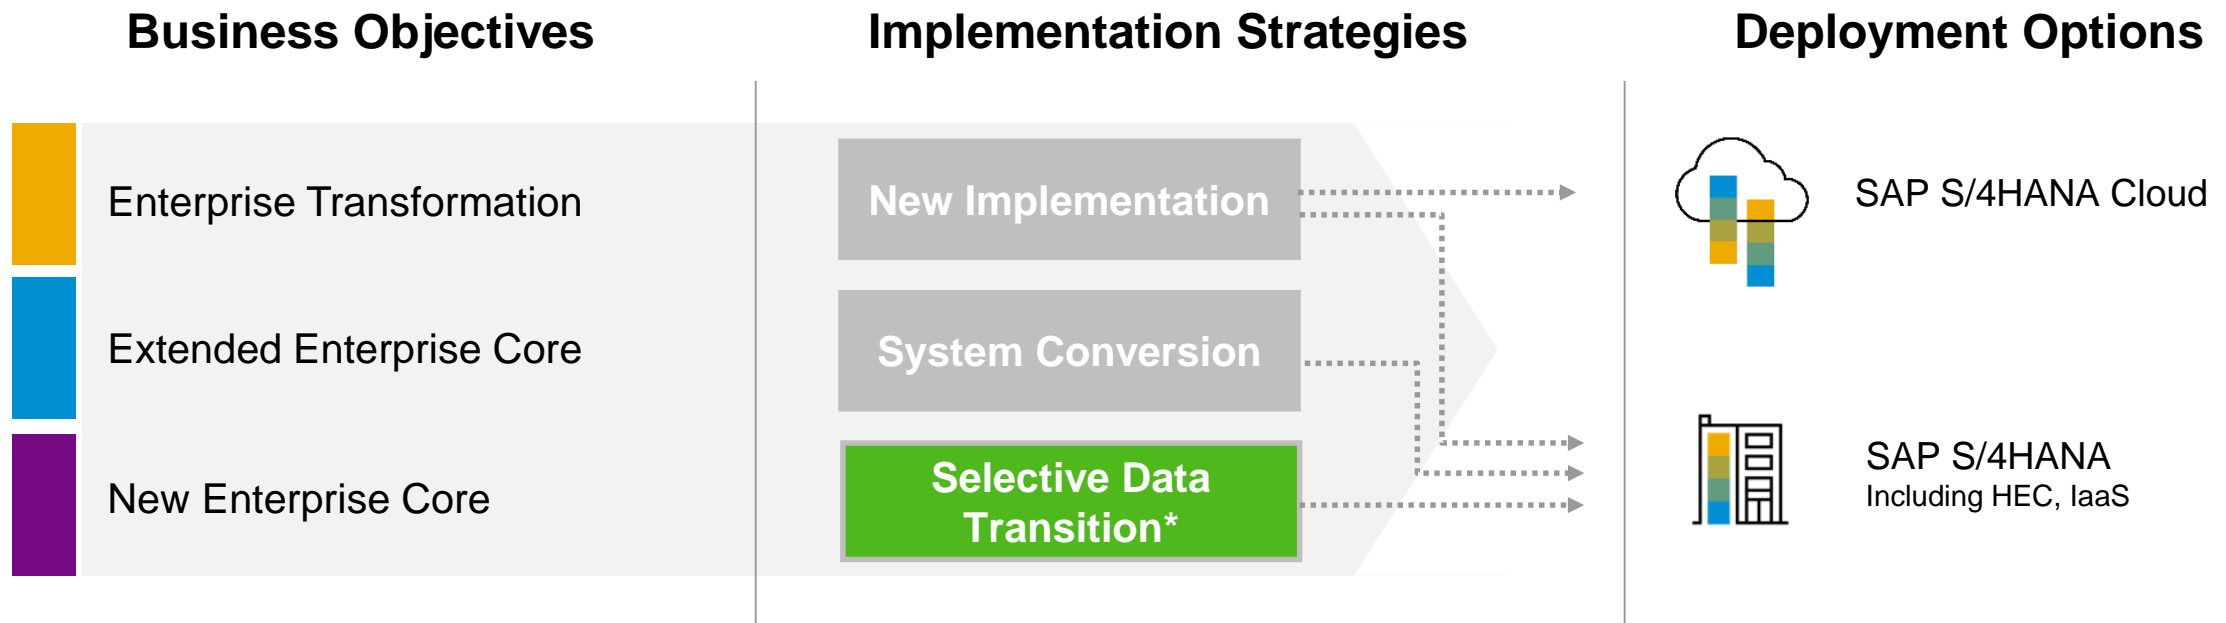 Business Objectives
Implementation Strategies
Deployment Options
Enterprise Transformation
New Implementation
SAP S/4HANA Cloud
Extended Enterprise Core
System Conversion
New Enterprise Core
Selective Data
Transition*
SAP S/4HANA
Including HEC, IaaS